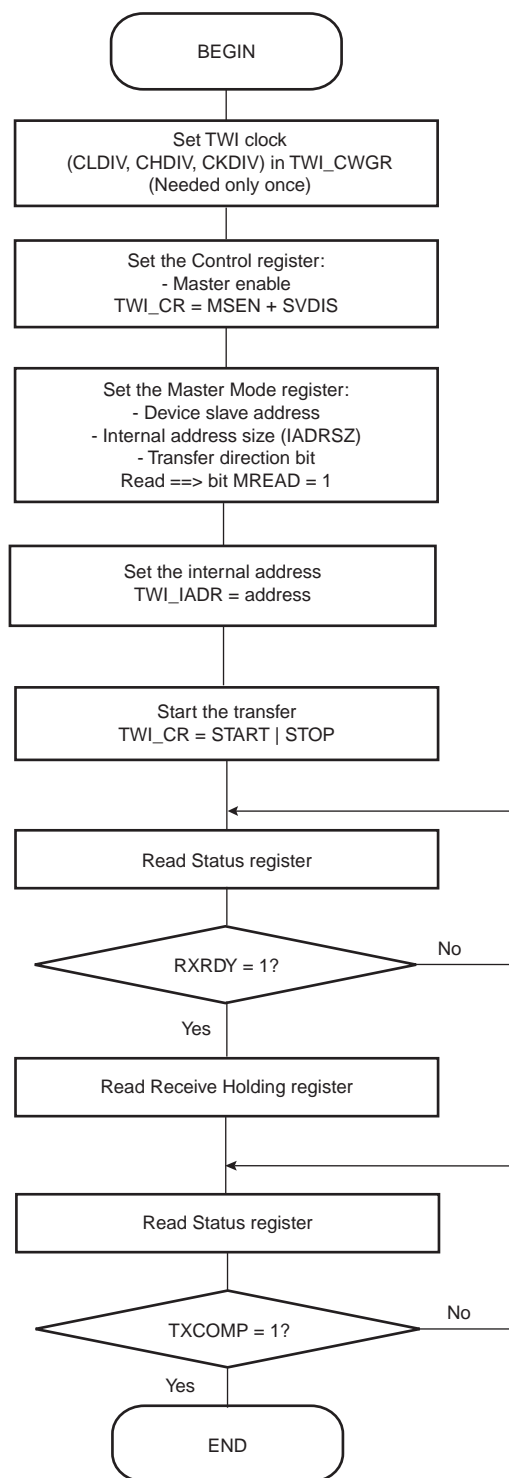 BEGIN
Set TWI clock
(CLDIV, CHDIV, CKDIV) in TWI_CWGR
(Needed only once)
Set the Control register:
- Master enable
TWI_CR = MSEN + SVDIS
Set the Master Mode register:
- Device slave address
- Internal address size (IADRSZ)
- Transfer direction bit
Read ==> bit MREAD = 1
Set the internal address
TWI_IADR = address
Start the transfer
TWI_CR = START | STOP
Read Status register
RXRDY = 1?
No
Yes
Read Receive Holding register
Read Status register
TXCOMP = 1?
No
Yes
END